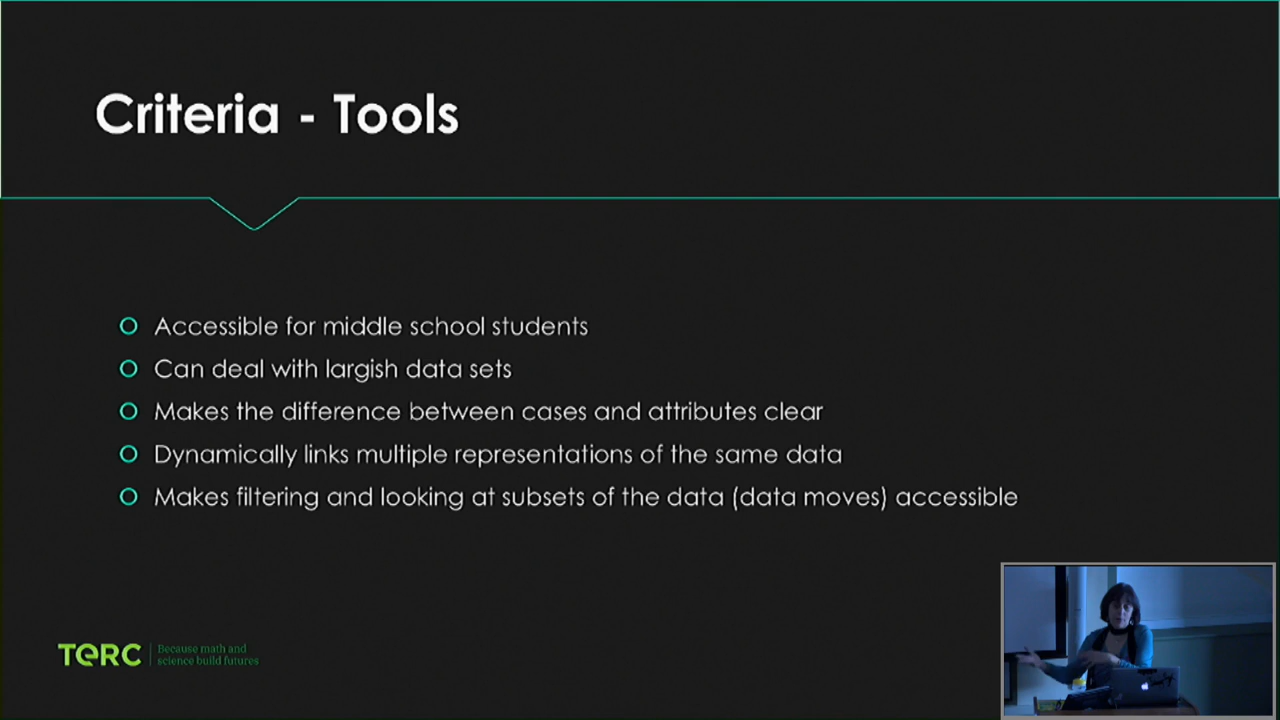 Criteria - Tools
Accessible for middle school students
Can deal with largish data sets
Makes the difference between cases and attributes clear
Dynamically links multiple representations of the same data
Makes filtering and looking at subsets of the data (data moves) accessible
TERC
Because math and
science build futures